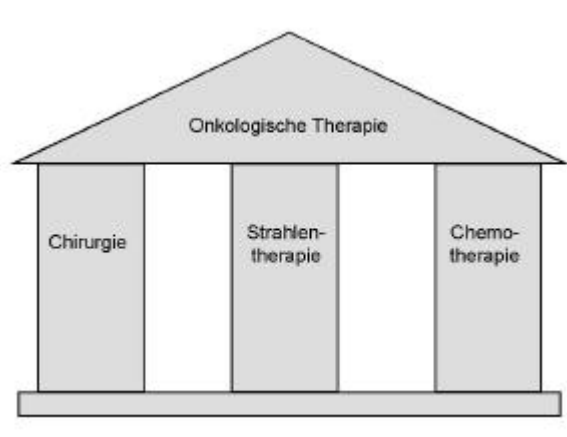 Onkologische Therapie
Chirurgie
Strahlen-
therapie
Chemo-
therapie